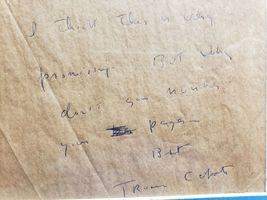 I think this is very
promising. But why
don't you number
your pages
Best
Truman Capote